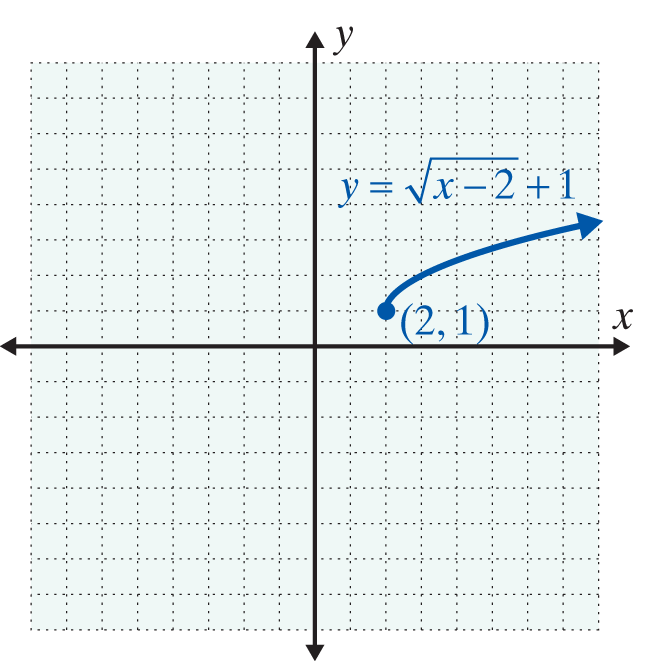 y
y = √x − 2 + 1
(2, 1)
x